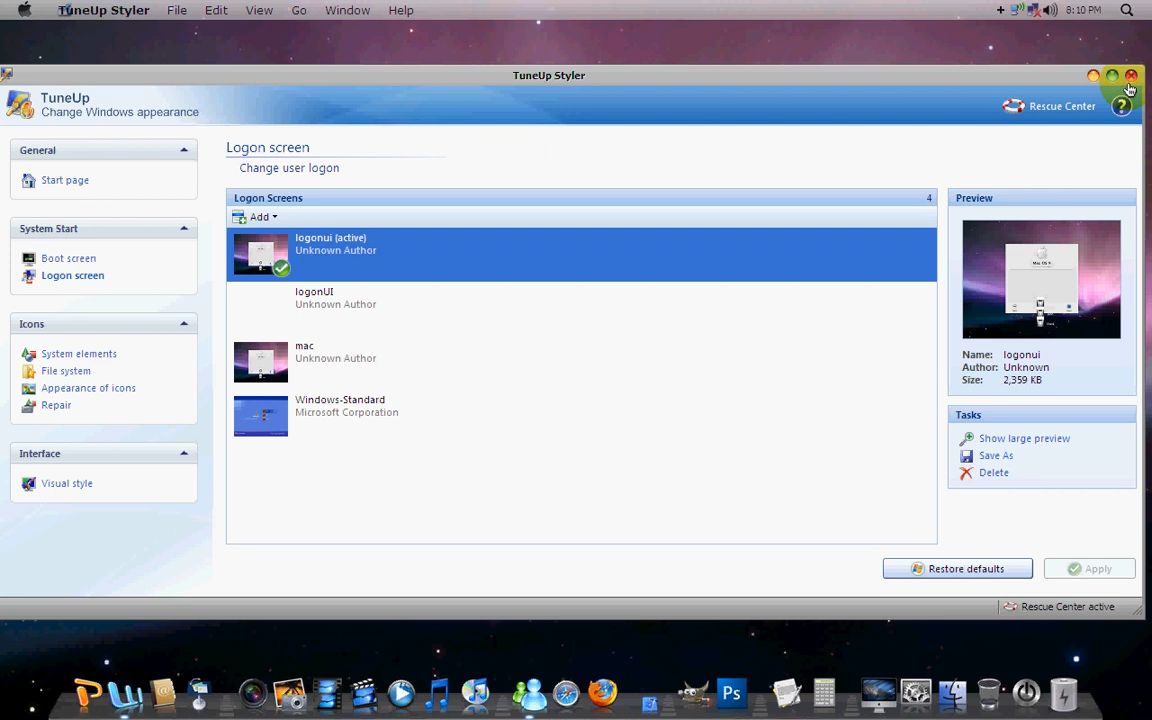 TuneUp Styler File Edit View Go Window Help 8:10 PM
TuneUp Styler
TuneUp
Change Windows appearance
Rescue Center
General
Start page
System Start
Boot screen
Logon screen
Icons
System elements
File system
Appearance of icons
Repair
Interface
Visual style
Logon screen
Change user logon
Logon Screens 4
Add
logonui (active)
Unknown Author
logonUI
Unknown Author
mac
Unknown Author
Windows-Standard
Microsoft Corporation
Preview
Mac OS X
Name: logonui
Author: Unknown
Size: 2,359 KB
Tasks
Show large preview
Save As
Delete
Restore defaults
Apply
Rescue Center active
Ps